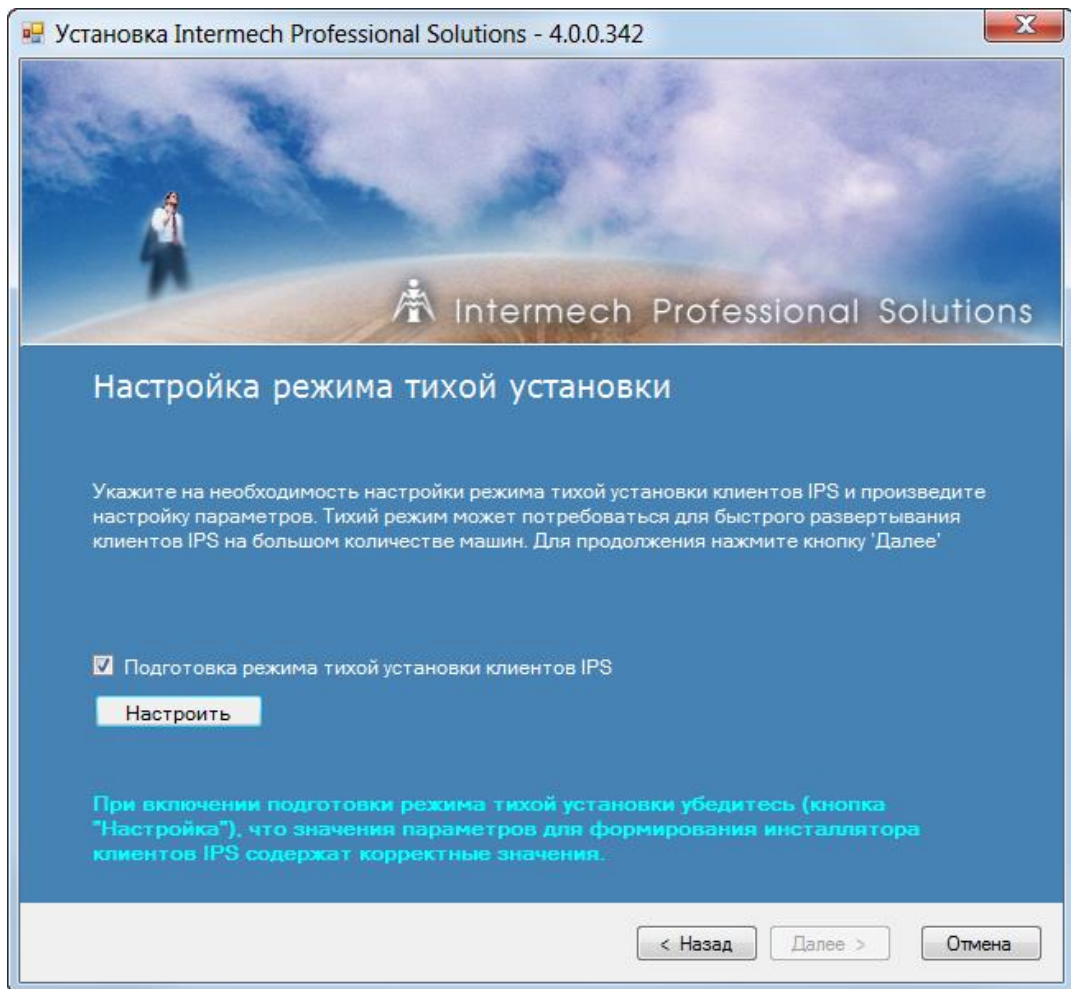 Установка Intermech Professional Solutions - 4.0.0.342
Intermech Professional Solutions
Настройка режима тихой установки
Укажите на необходимость настройки режима тихой установки клиентов IPS и произведите
настройку параметров. Тихий режим может потребоваться для быстрого развертывания
клиентов IPS на большом количестве машин. Для продолжения нажмите кнопку 'Далее'
Подготовка режима тихой установки клиентов IPS
Настроить
При включении подготовки режима тихой установки убедитесь (кнопка
"Настройка"), что значения параметров для формирования инсталлятора
клиентов IPS содержат корректные значения.
< Назад
Далее >
Отмена